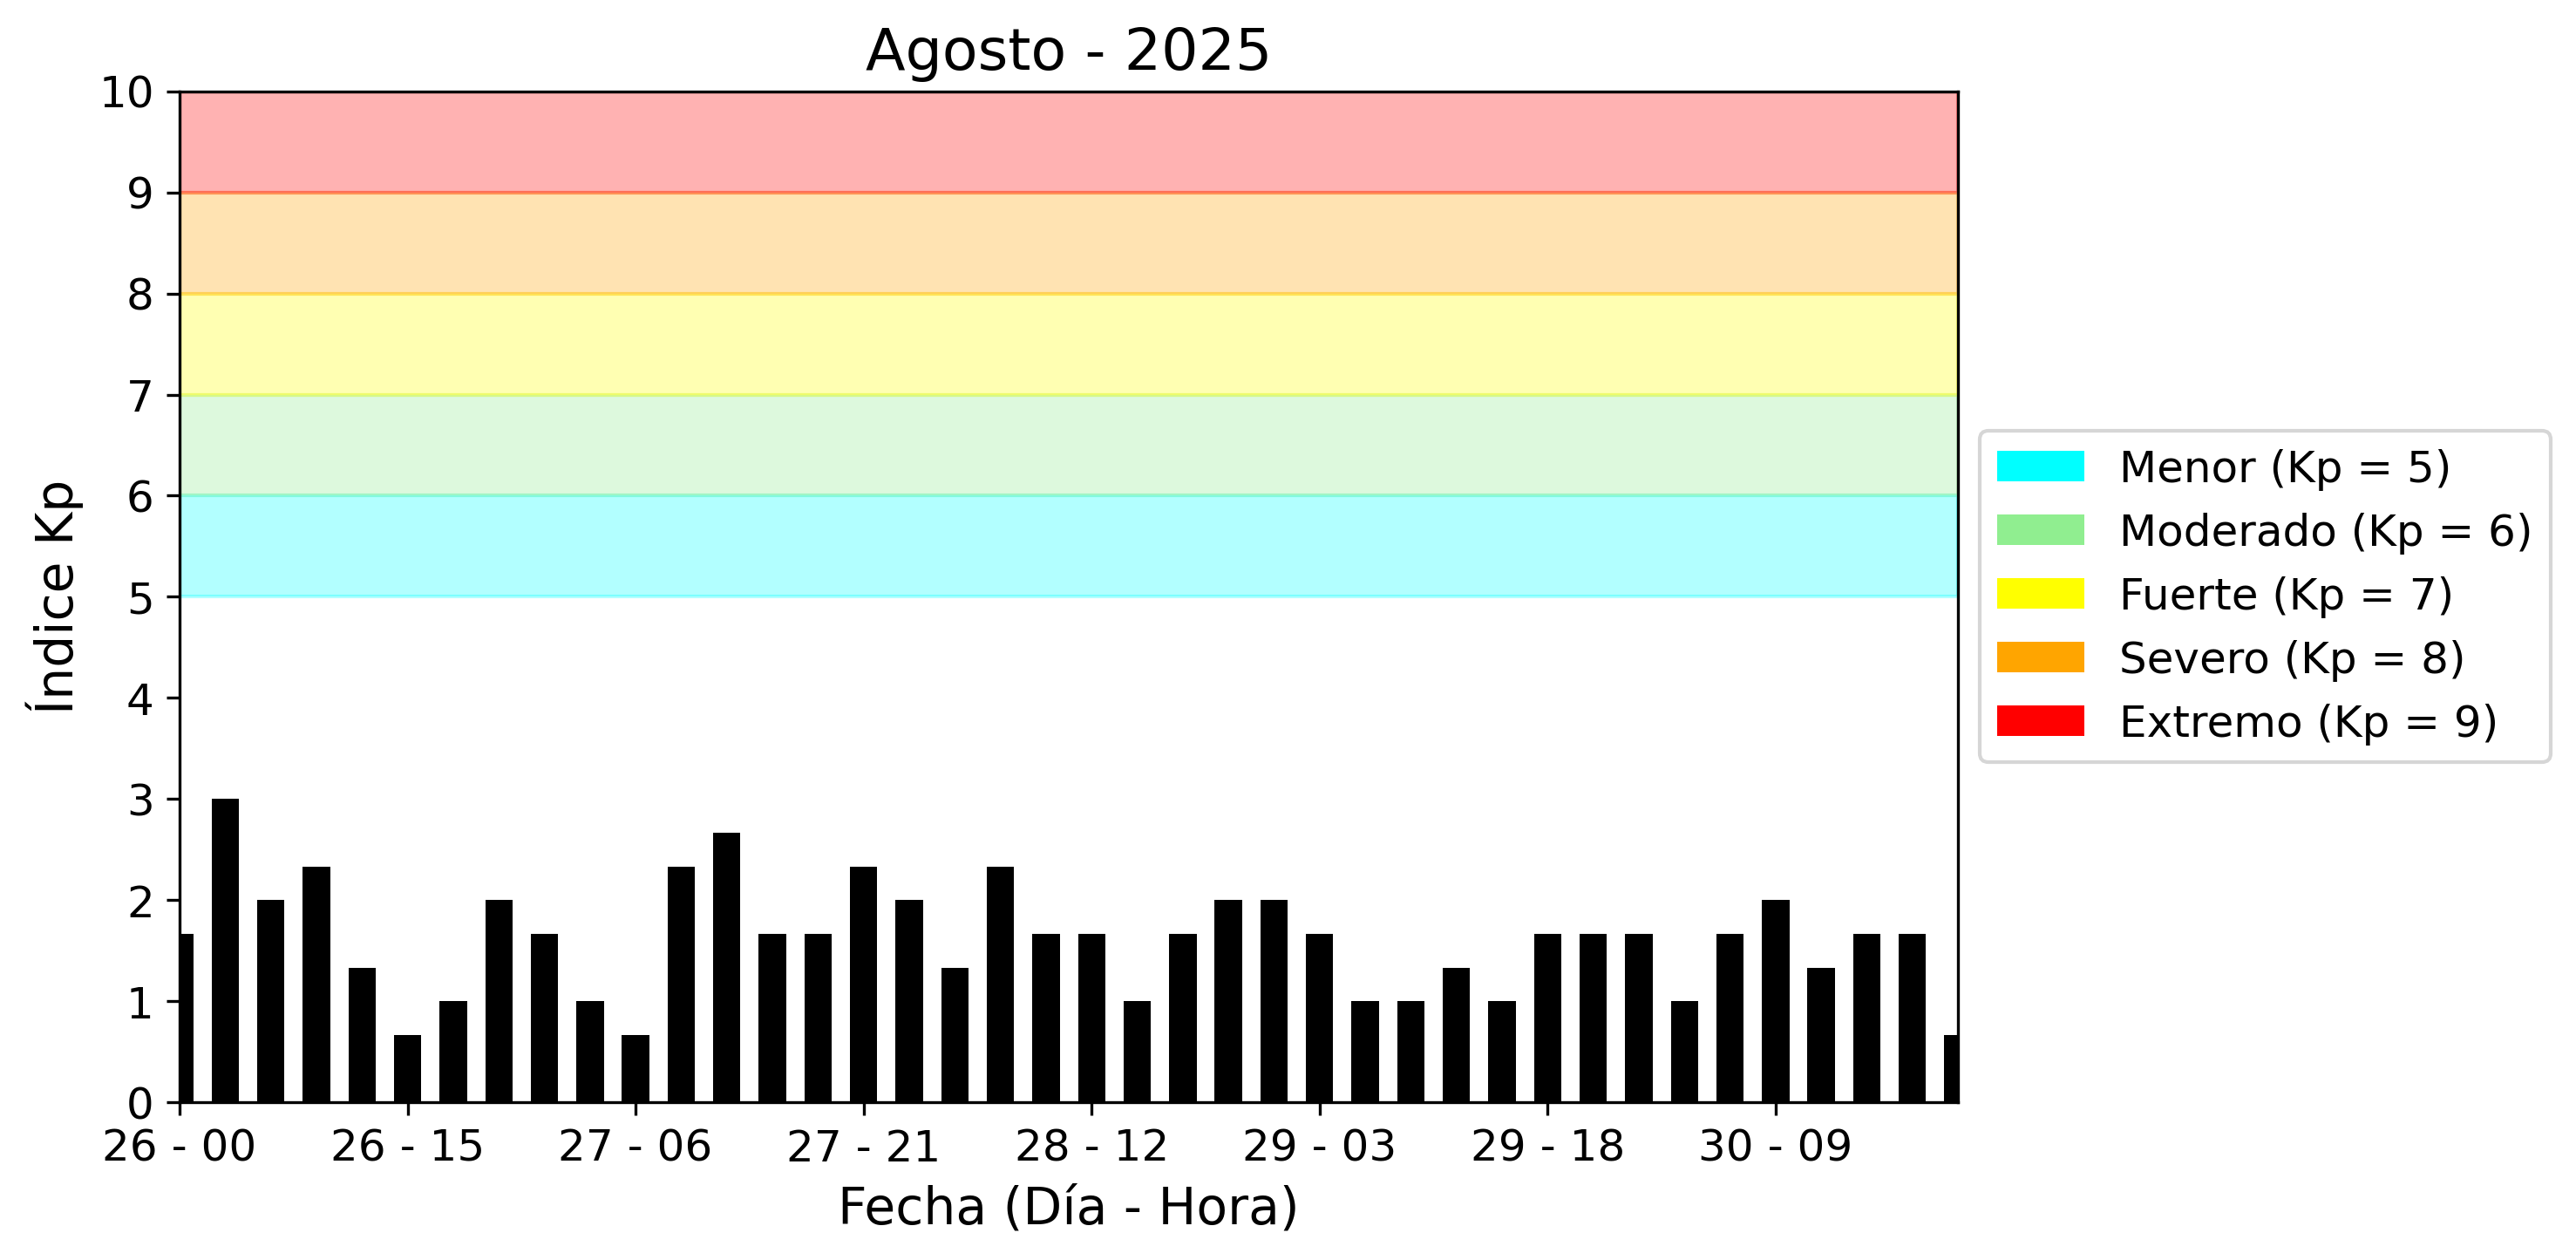 Agosto - 2025
10
9
8
7
6
5
4
3
2
1
0
Índice Kp
26 - 00
26 - 15
27 - 06
27 - 21
28 - 12
29 - 03
29 - 18
30 - 09
Fecha (Día - Hora)
Menor (Kp = 5)
Moderado (Kp = 6)
Fuerte (Kp = 7)
Severo (Kp = 8)
Extremo (Kp = 9)